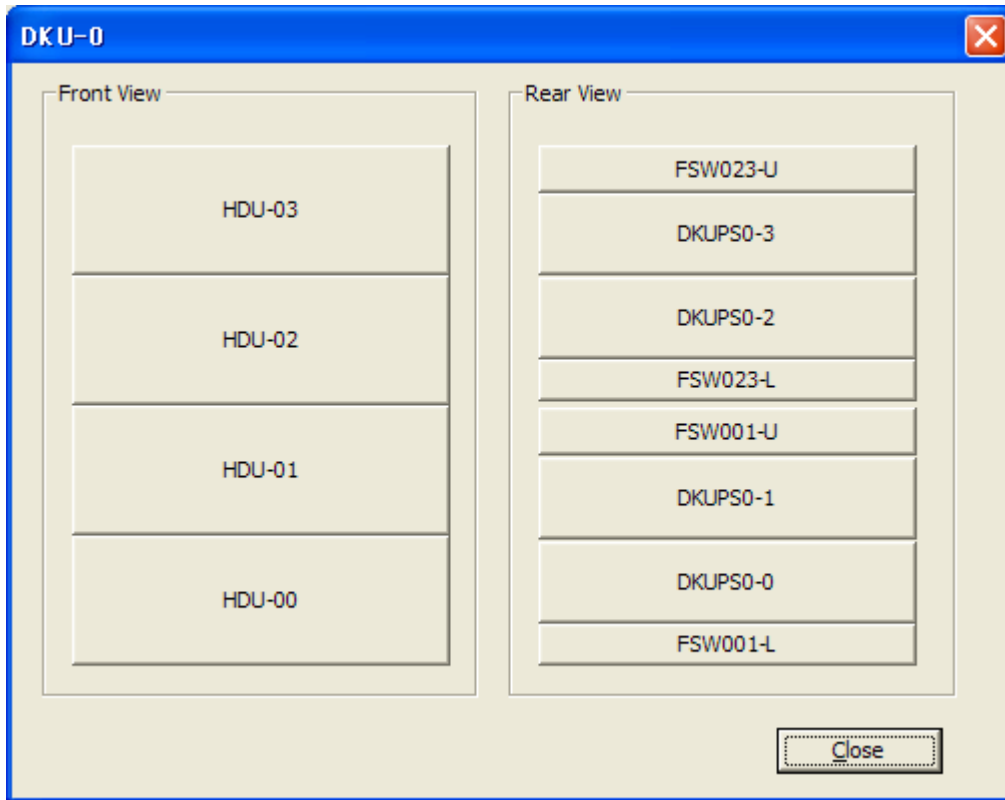 DKU-0
Front View
HDU-03
HDU-02
HDU-01
HDU-00
Rear View
FSW023-U
DKUPS0-3
DKUPS0-2
FSW023-L
FSW001-U
DKUPS0-1
DKUPS0-0
FSW001-L
Close